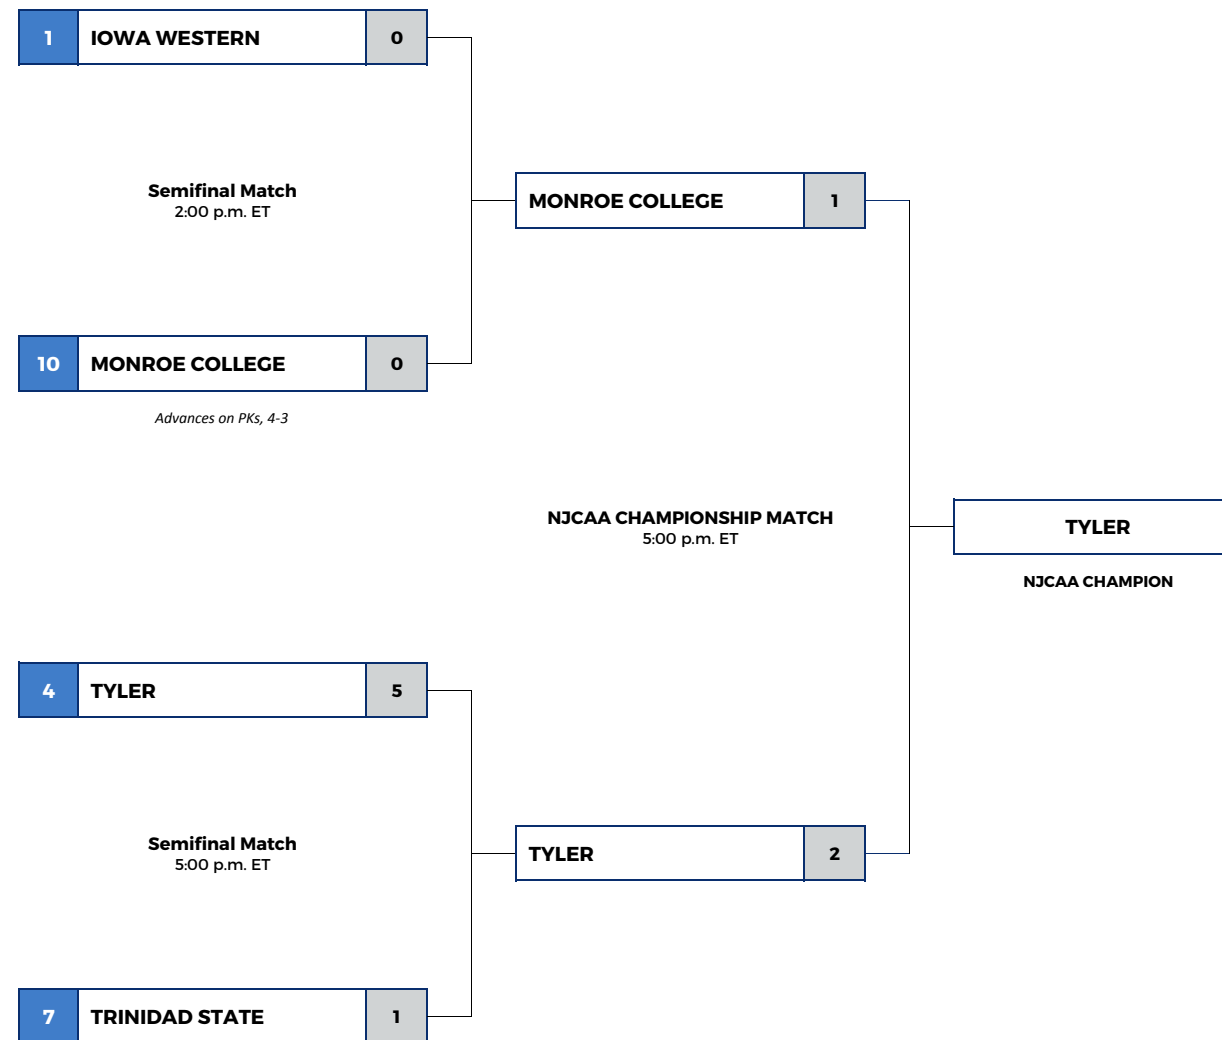 1 IOWA WESTERN 0
Semifinal Match
2:00 p.m. ET
MONROE COLLEGE 1
10 MONROE COLLEGE 0
Advances on PKs, 4-3
NJCAA CHAMPIONSHIP MATCH
5:00 p.m. ET
TYLER
NJCAA CHAMPION
4 TYLER 5
Semifinal Match
5:00 p.m. ET
TYLER 2
7 TRINIDAD STATE 1